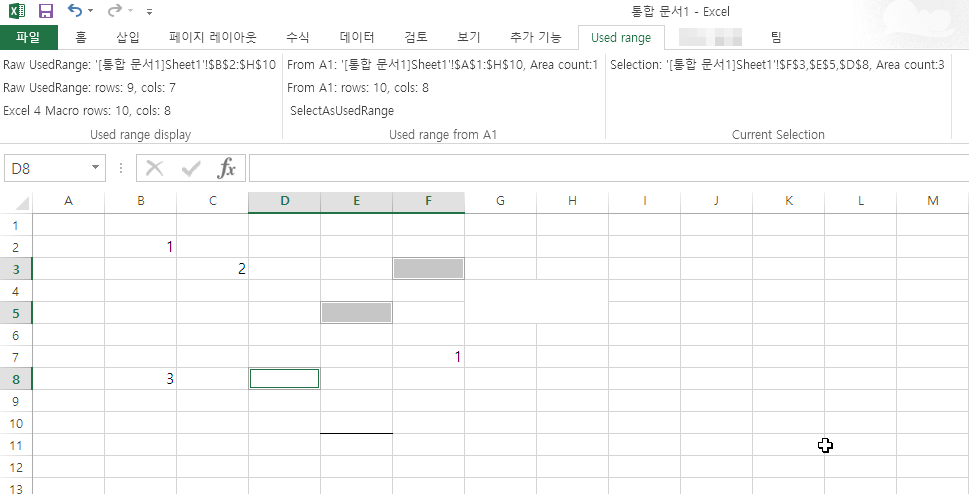 통합 문서1 - Excel
파일 홈 삽입 페이지 레이아웃 수식 데이터 검토 보기 추가 기능 Used range 팀
Raw UsedRange: '[통합 문서1]Sheet1'!$B$2:$H$10
Raw UsedRange: rows: 9, cols: 7
Excel 4 Macro rows: 10, cols: 8
Used range display
From A1: '[통합 문서1]Sheet1'!$A$1:$H$10, Area count:1
From A1: rows: 10, cols: 8
SelectAsUsedRange
Used range from A1
Selection: '[통합 문서1]Sheet1'!$F$3,$E$5,$D$8, Area count:3
Current Selection
D8 fx
A B C D E F G H I J K L M
1
2 1
3 2
4
5
6
7 1
8 3
9
10
11
12
13